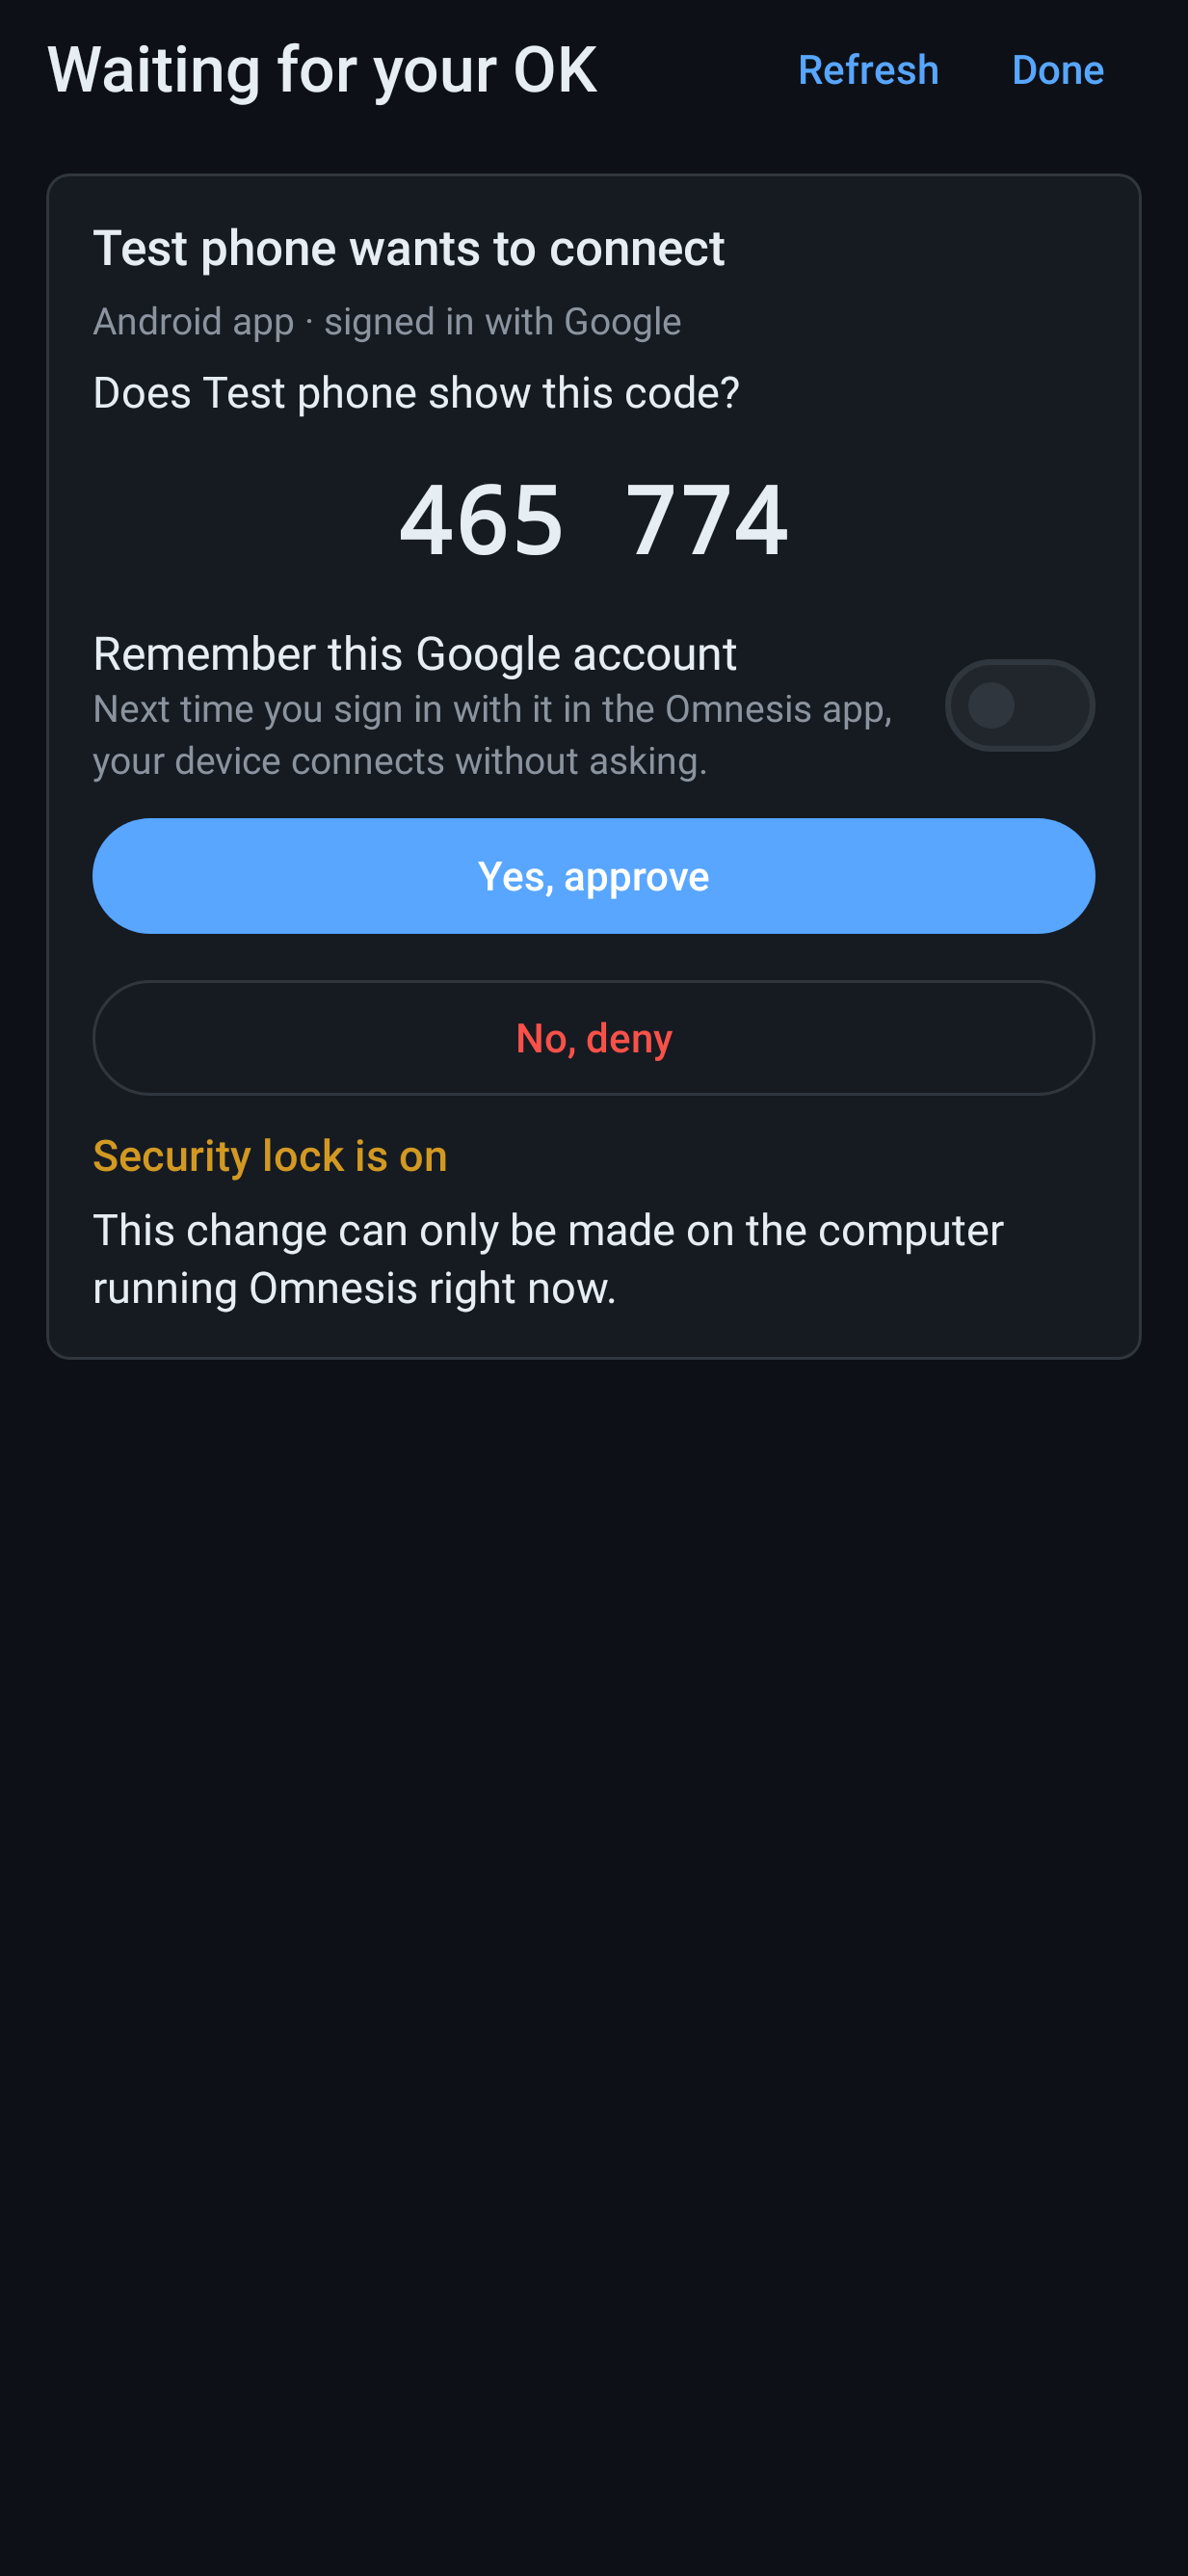 Waiting for your OK
Refresh
Done
Test phone wants to connect
Android app · signed in with Google
Does Test phone show this code?
465 774
Remember this Google account
Next time you sign in with it in the Omnesis app,
your device connects without asking.
Yes, approve
No, deny
Security lock is on
This change can only be made on the computer
running Omnesis right now.